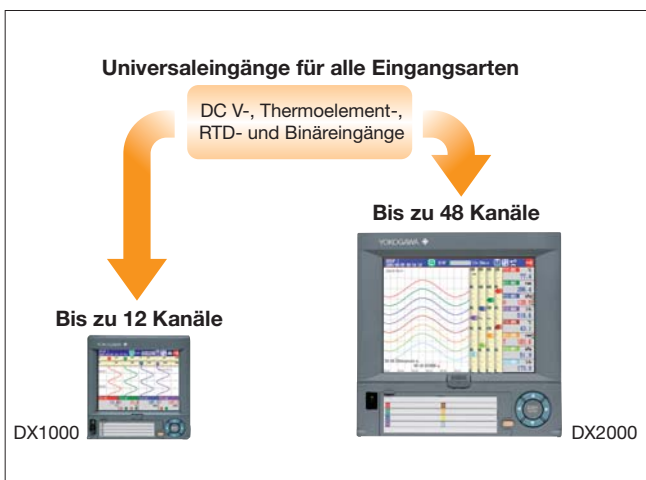 Universaleingänge für alle Eingangsarten
DC V-, Thermoelement-,
RTD- und Binäreingänge
Bis zu 48 Kanäle
YOKOGAWA
Bis zu 12 Kanäle
DX1000
DX2000